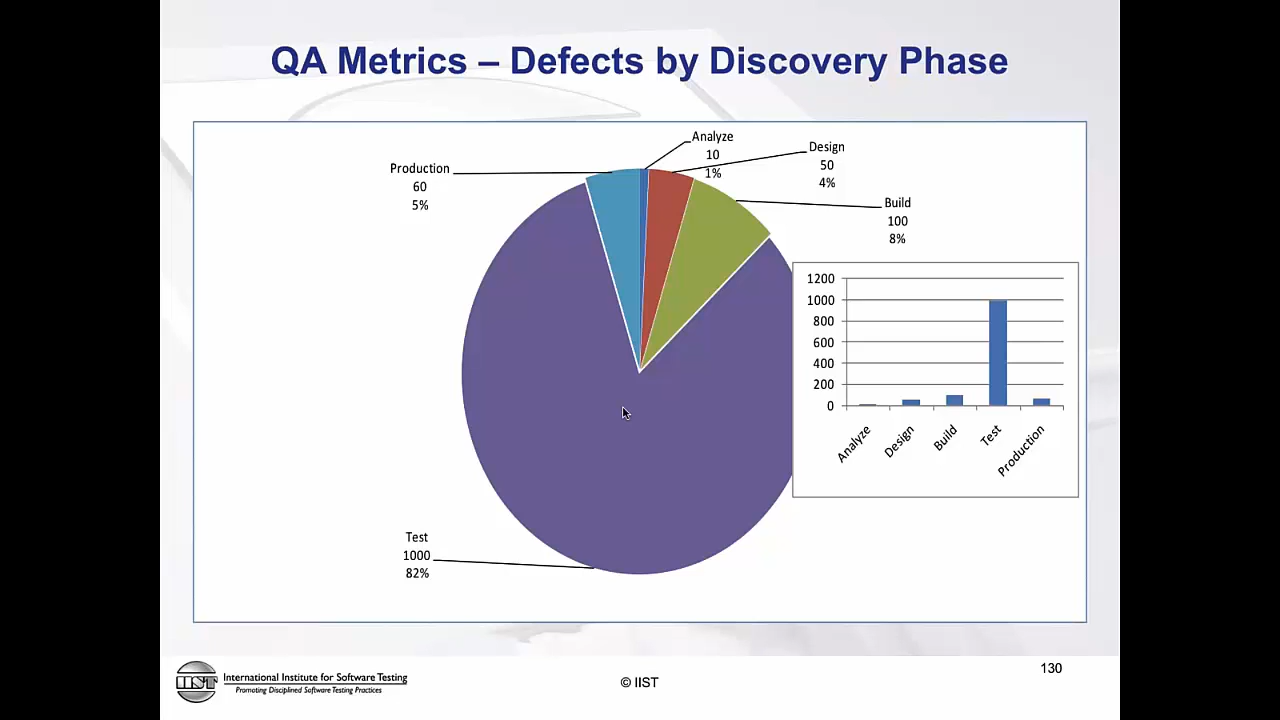 QA Metrics – Defects by Discovery Phase
Analyze
10
1%
Design
50
4%
Production
60
5%
Build
100
8%
1200
1000
800
600
400
200
0
Analyze
Design
Build
Test
Production
Test
1000
82%
IIST
International Institute for Software Testing
Promoting Disciplined Software Testing Practices
© IIST
130